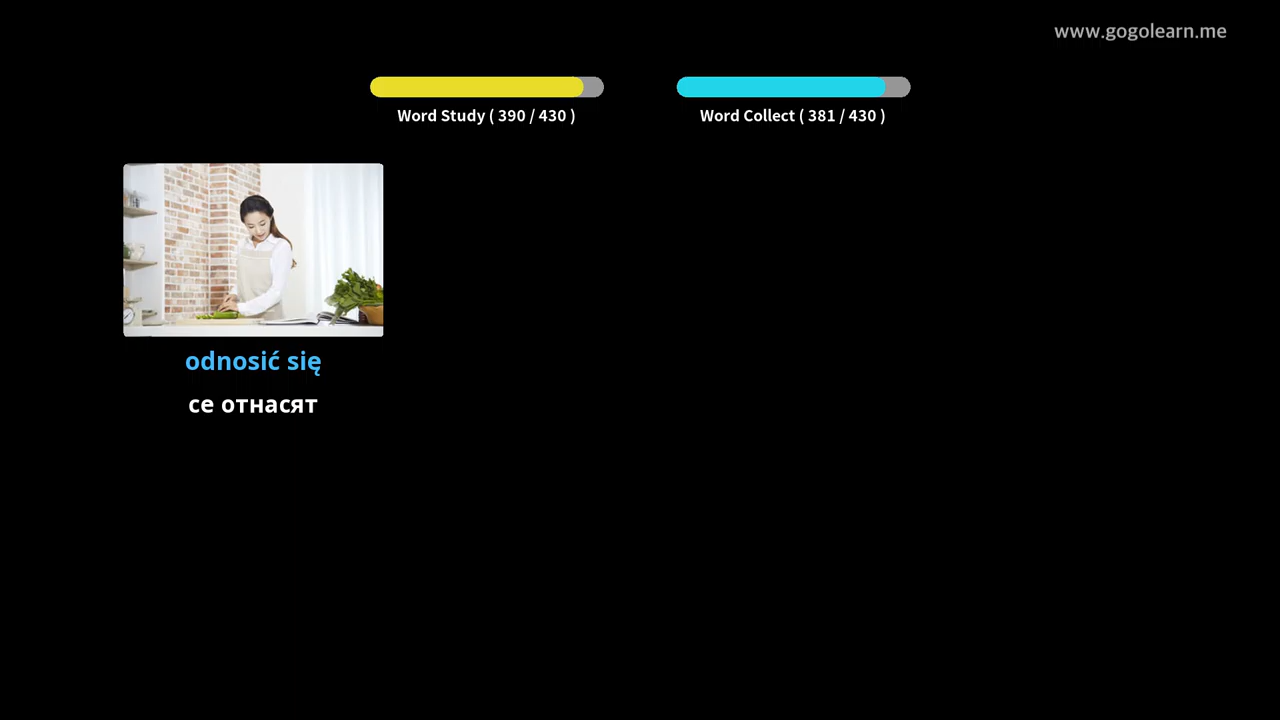 www.gogolearn.me
Word Study ( 390 / 430 )
Word Collect ( 381 / 430 )
odnosić się
се отнасят